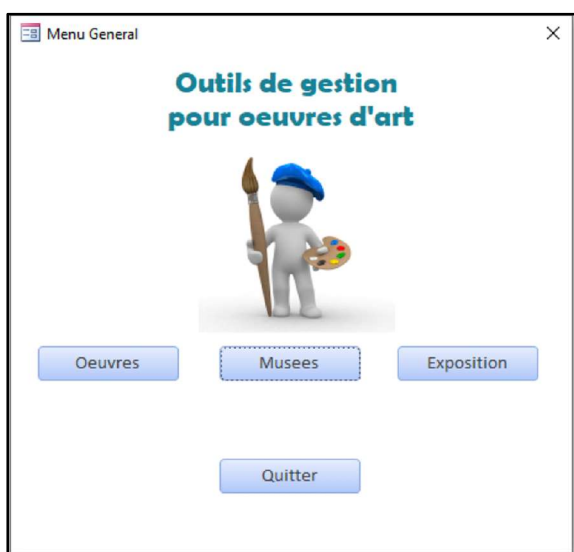 Menu General
Outils de gestion
pour oeuvres d'art
Oeuvres
Musees
Exposition
Quitter